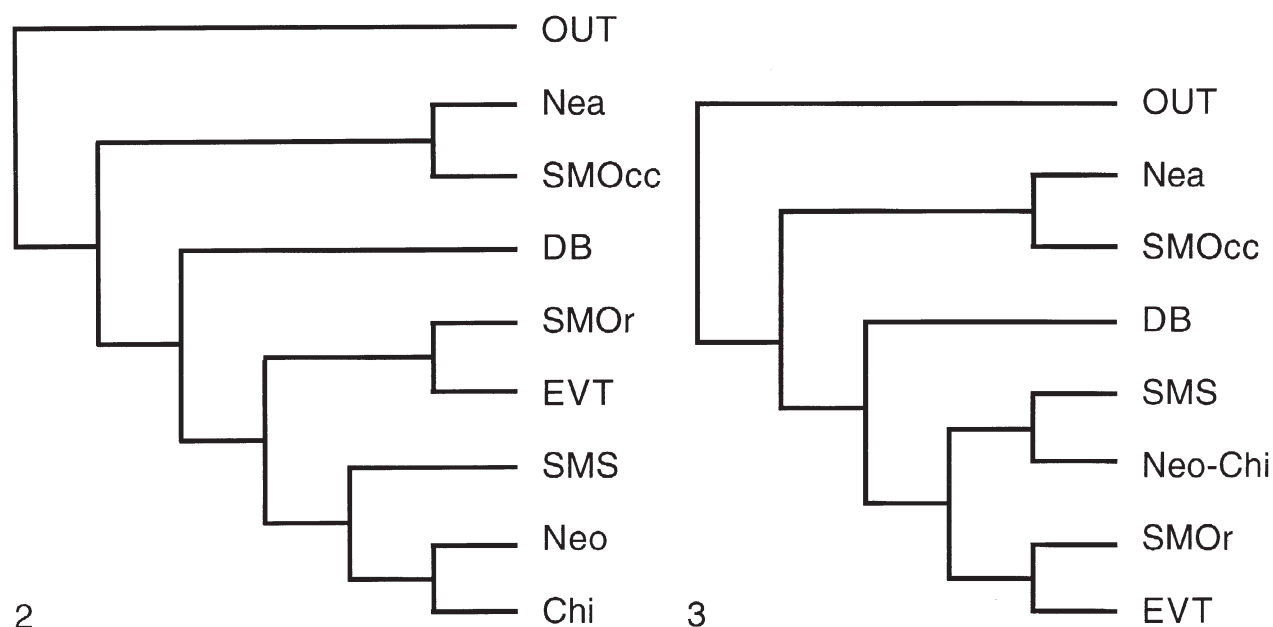 OUT
Nea
SMOcc
DB
SMOr
EVT
SMS
Neo
Chi
2
OUT
Nea
SMOcc
DB
SMS
Neo-Chi
SMOr
EVT
3